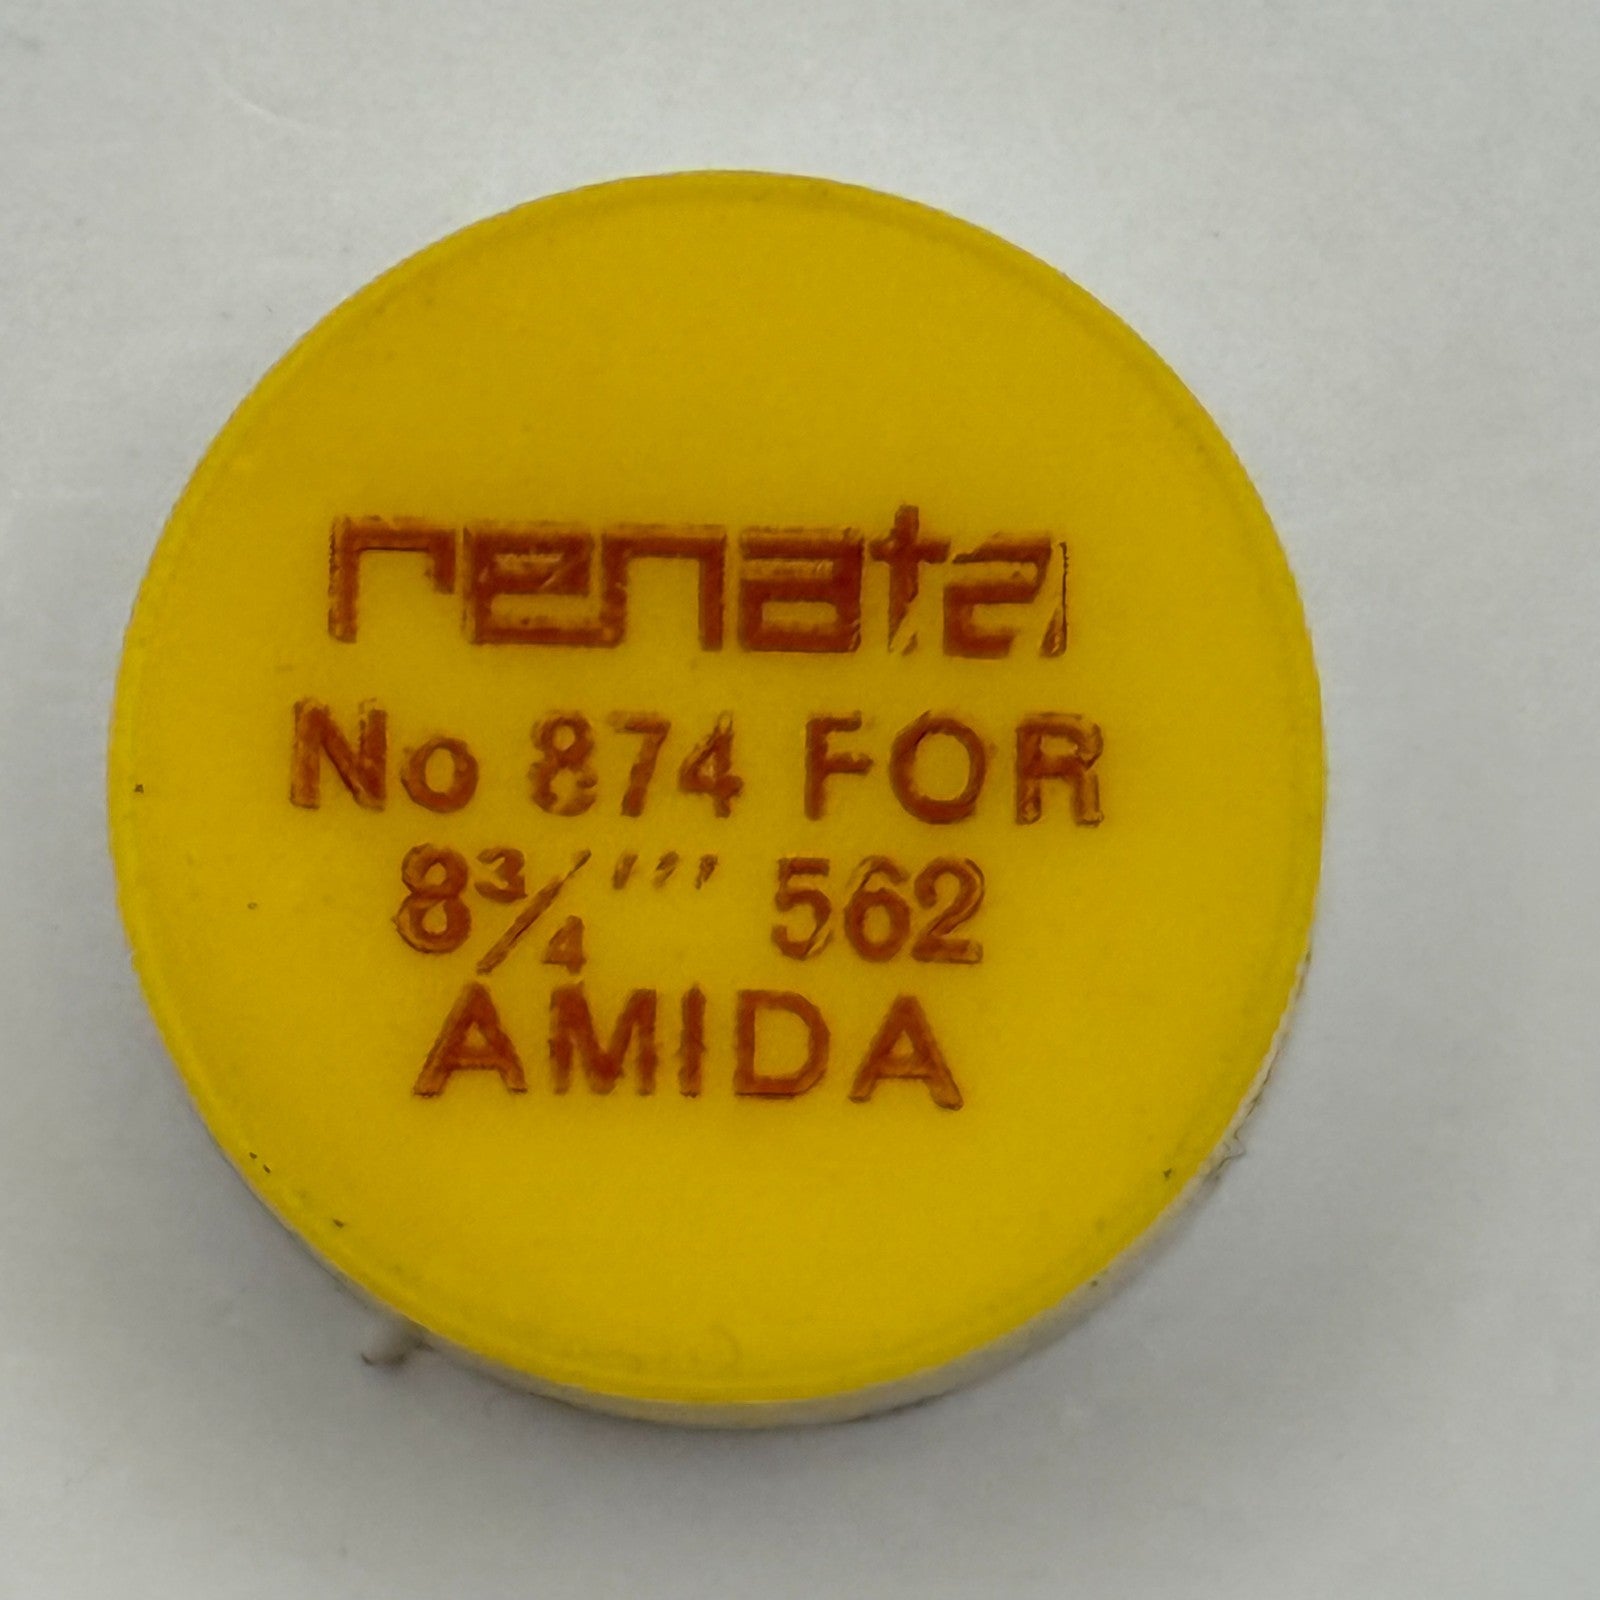 renata
No 874 FOR
8¾''' 562
AMIDA